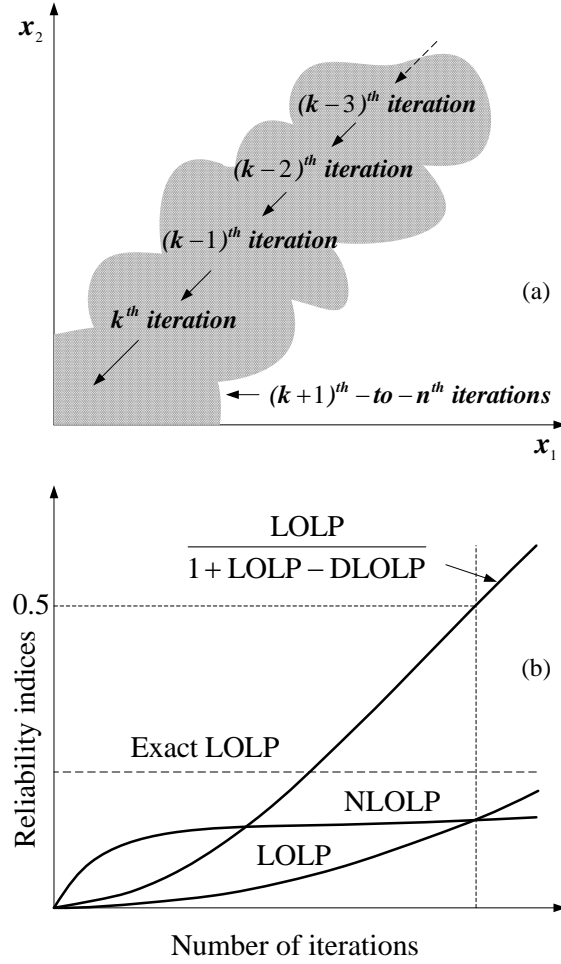 x₂
(k−3)ᵗʰ iteration
(k−2)ᵗʰ iteration
(k−1)ᵗʰ iteration
(a)
kᵗʰ iteration
(k+1)ᵗʰ −to−nᵗʰ iterations
x₁
LOLP
1+LOLP−DLOLP
0.5
(b)
Reliability indices
Exact LOLP
NLOLP
LOLP
Number of iterations